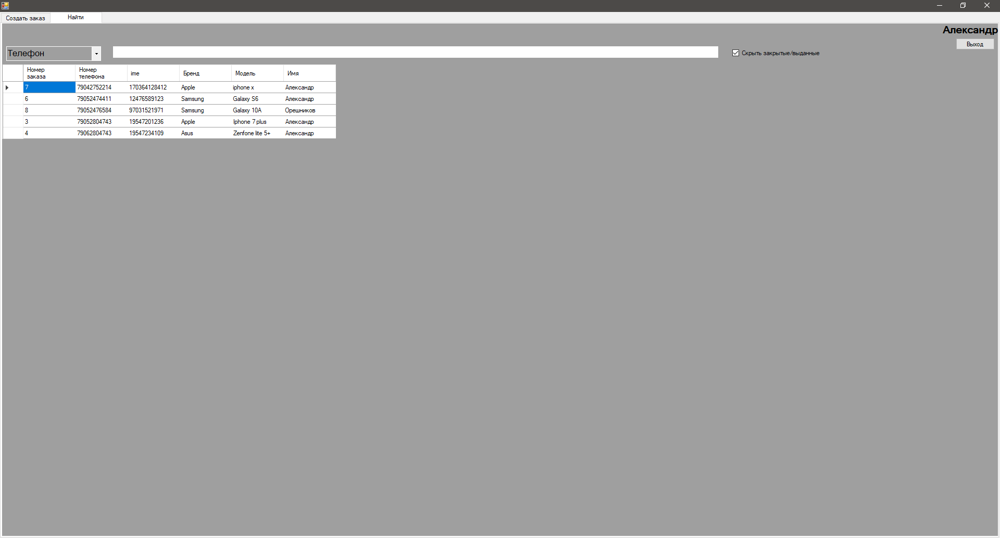 Создать заказ Найти
Александр
Выход
Телефон
Скрыть закрытые/выданные
Номер заказа Номер телефона ime Бренд Модель Имя
7 79042752214 170364128412 Apple iphone x Александр
6 79052474411 12476589123 Samsung Galaxy S6 Александр
8 79052476584 97031521971 Samsung Galaxy 10A Орешников
3 79052804743 19547201236 Apple Iphone 7 plus Александр
4 79062804743 19547234109 Asus Zenfone lite 5+ Александр